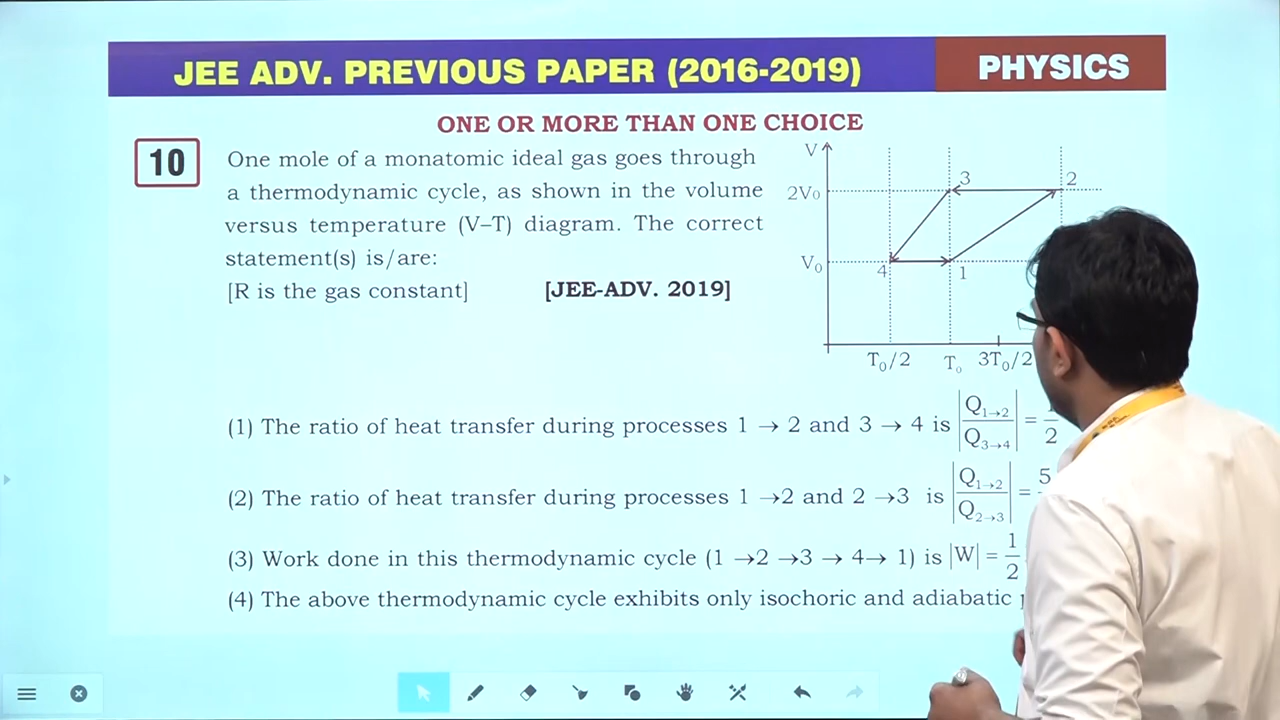 JEE ADV. PREVIOUS PAPER (2016-2019)
PHYSICS
ONE OR MORE THAN ONE CHOICE
10
One mole of a monatomic ideal gas goes through
a thermodynamic cycle, as shown in the volume
versus temperature (V–T) diagram. The correct
statement(s) is/are:
[R is the gas constant] [JEE-ADV. 2019]
V
3 2
2V₀
V₀
4 1
T₀/2 T₀ 3T₀/2
(1) The ratio of heat transfer during processes 1 → 2 and 3 → 4 is |Q₁→₂/Q₃→₄| = /2
(2) The ratio of heat transfer during processes 1 →2 and 2 →3 is |Q₁→₂/Q₂→₃| = 5
(3) Work done in this thermodynamic cycle (1 →2 →3 → 4→ 1) is |W| = 1/2
(4) The above thermodynamic cycle exhibits only isochoric and adiabatic